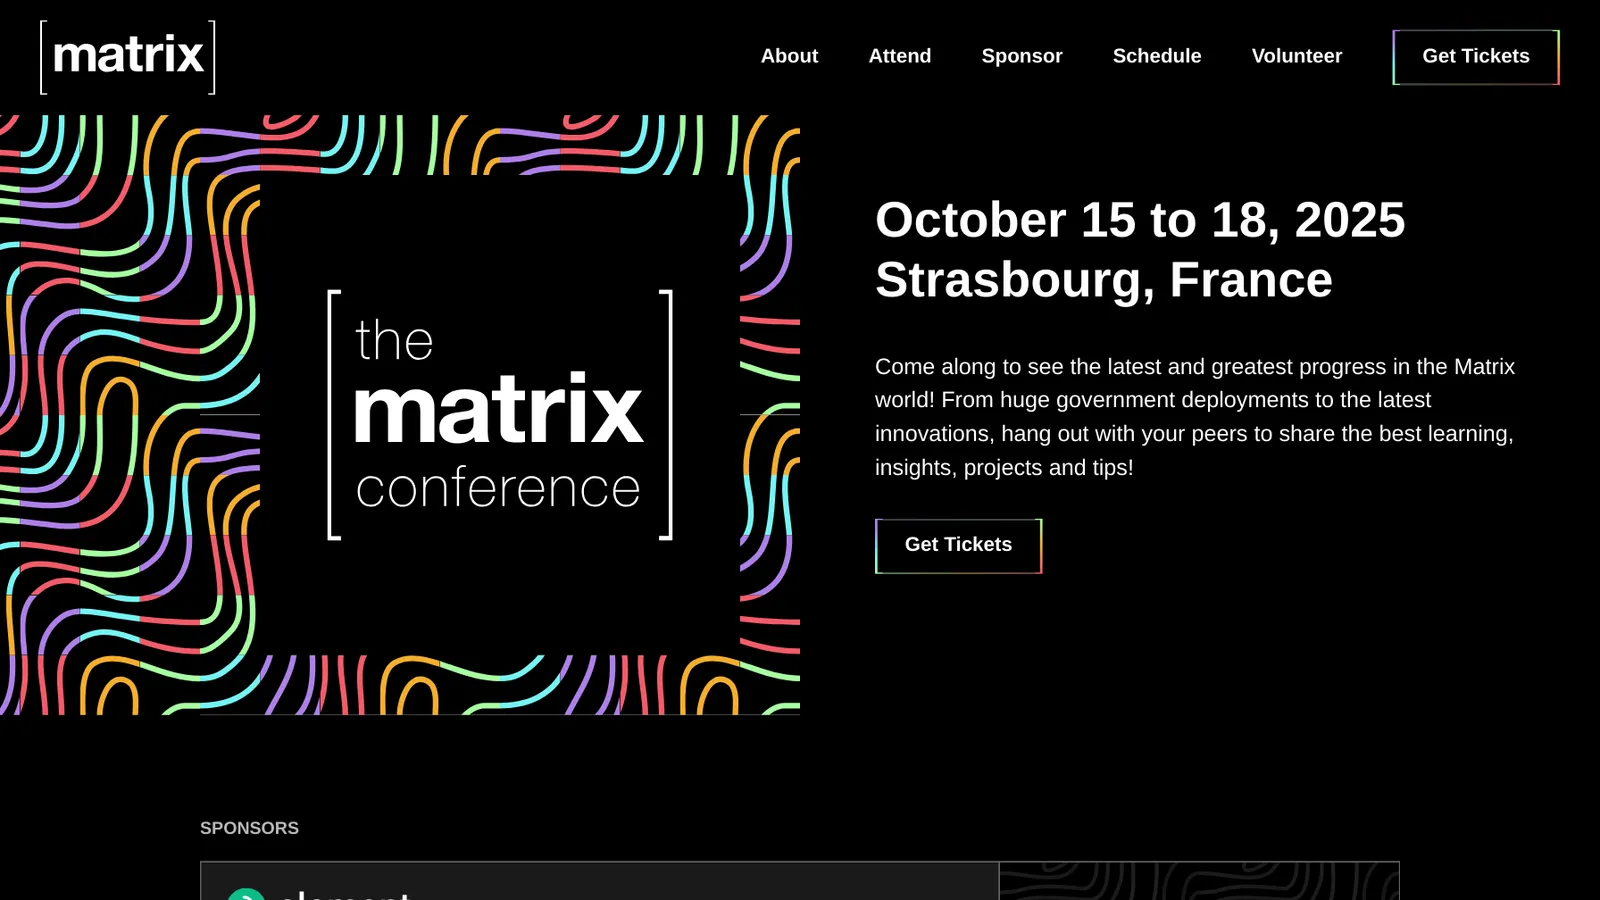 [matrix]
About
Attend
Sponsor
Schedule
Volunteer
Get Tickets
the
matrix
conference
October 15 to 18, 2025
Strasbourg, France
Come along to see the latest and greatest progress in the Matrix
world! From huge government deployments to the latest
innovations, hang out with your peers to share the best learning,
insights, projects and tips!
Get Tickets
SPONSORS
element